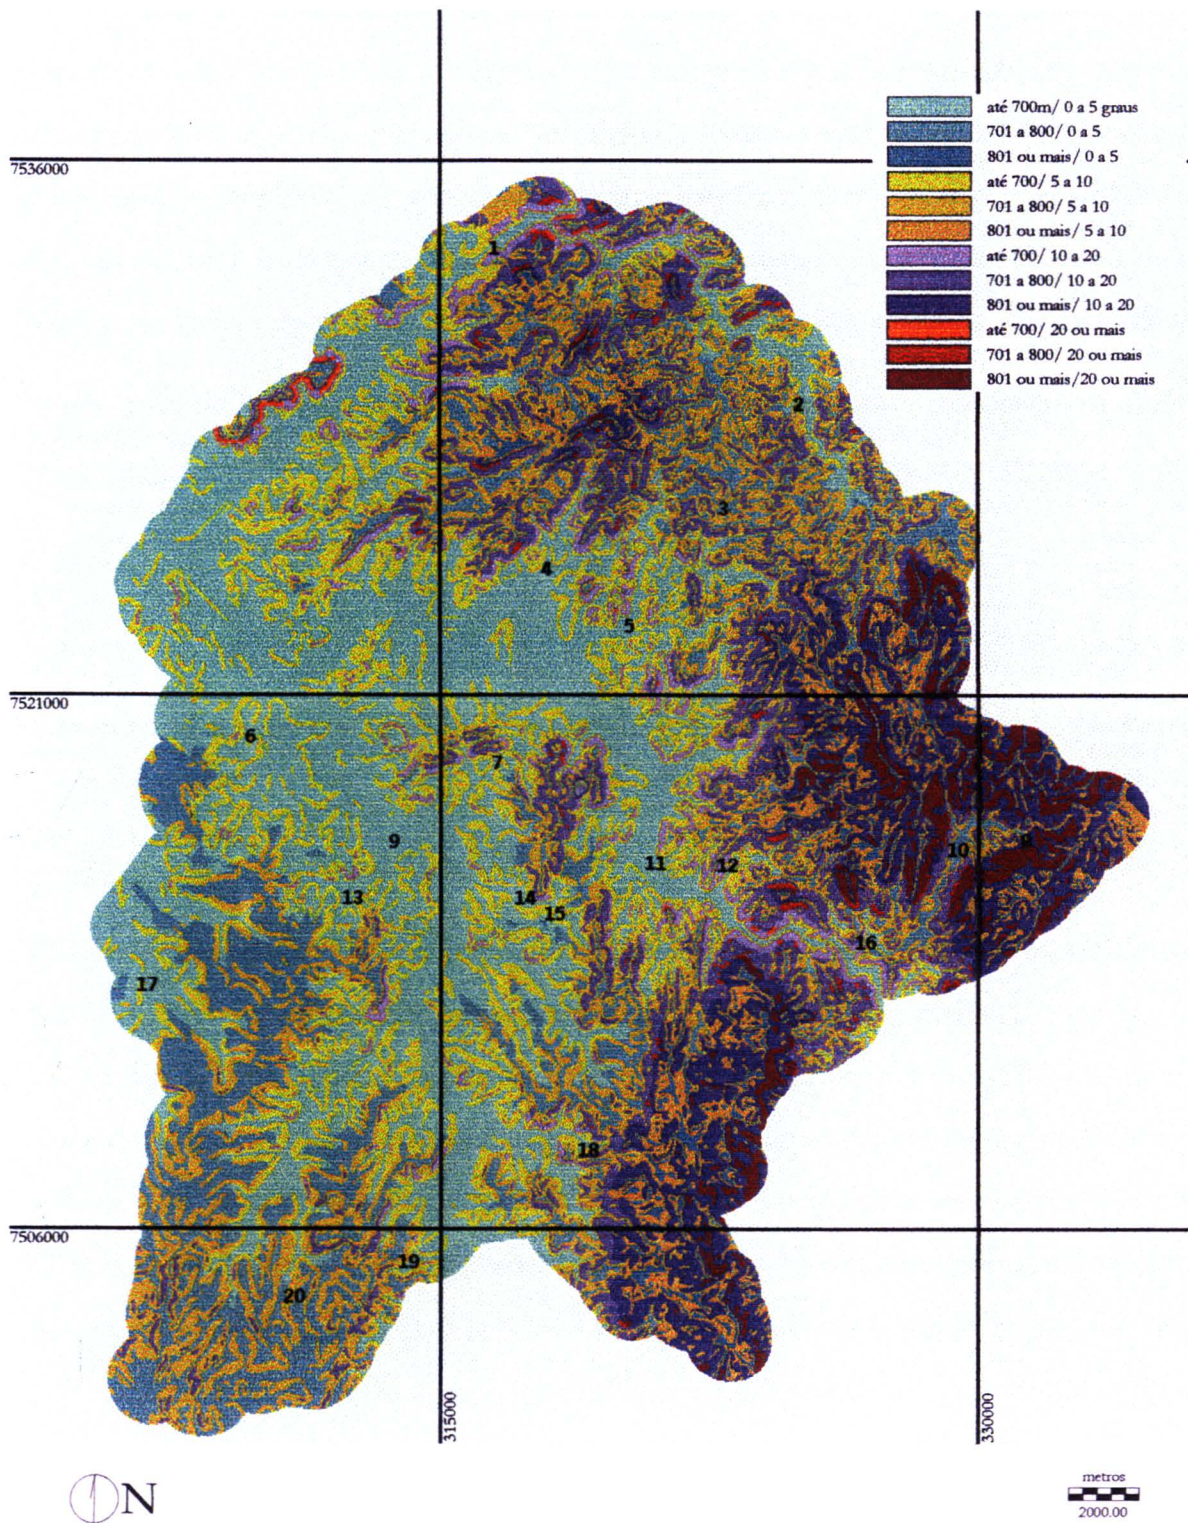 até 700m/ 0 a 5 graus
701 a 800/ 0 a 5
801 ou mais/ 0 a 5
até 700/ 5 a 10
701 a 800/ 5 a 10
801 ou mais/ 5 a 10
até 700/ 10 a 20
701 a 800/ 10 a 20
801 ou mais/ 10 a 20
até 700/ 20 ou mais
701 a 800/ 20 ou mais
801 ou mais/20 ou mais
7536000
1
2
3
4
5
7521000
6
7
9
10
11
12
13
14
15
16
17
18
7506000
19
20
315000
330000
N
metros
2000.00